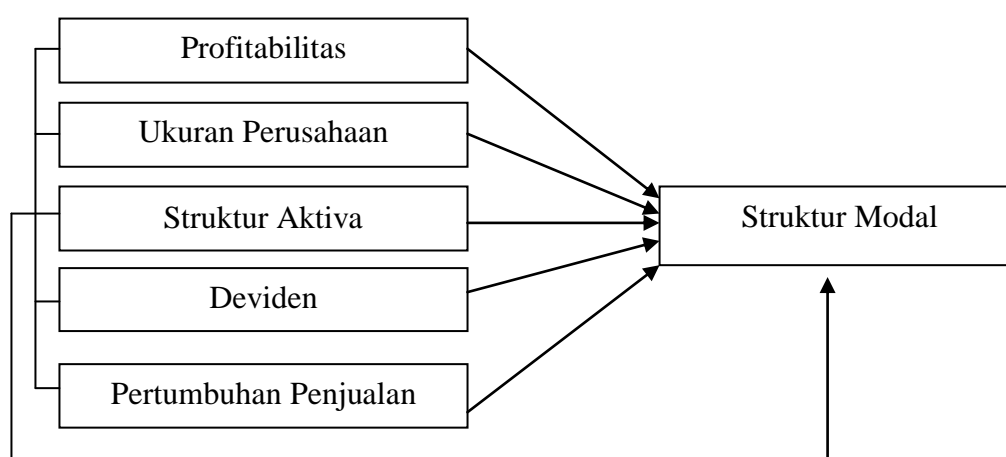 Profitabilitas
Ukuran Perusahaan
Struktur Aktiva
Struktur Modal
Deviden
Pertumbuhan Penjualan